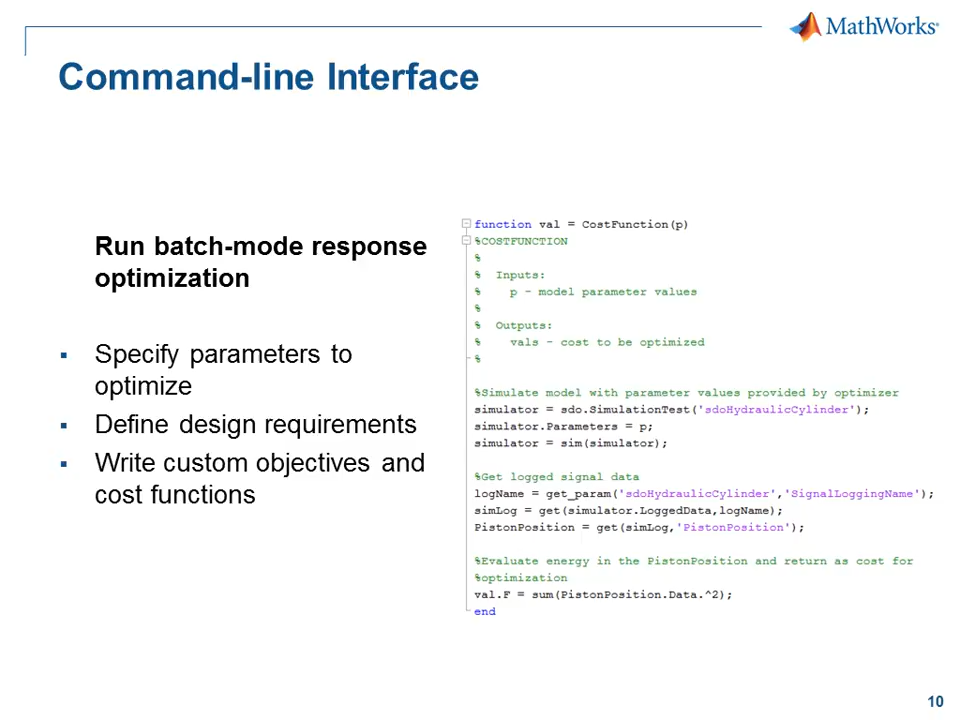 MathWorks®
Command-line Interface
Run batch-mode response
optimization
▪ Specify parameters to
optimize
▪ Define design requirements
▪ Write custom objectives and
cost functions
function val = CostFunction(p)
%COSTFUNCTION
%
%  Inputs:
%    p - model parameter values
%
%  Outputs:
%    vals - cost to be optimized
%
%Simulate model with parameter values provided by optimizer
simulator = sdo.SimulationTest('sdoHydraulicCylinder');
simulator.Parameters = p;
simulator = sim(simulator);
%Get logged signal data
logName = get_param('sdoHydraulicCylinder','SignalLoggingName');
simLog = get(simulator.LoggedData,logName);
PistonPosition = get(simLog,'PistonPosition');
%Evaluate energy in the PistonPosition and return as cost for
%optimization
val.F = sum(PistonPosition.Data.^2);
end
10